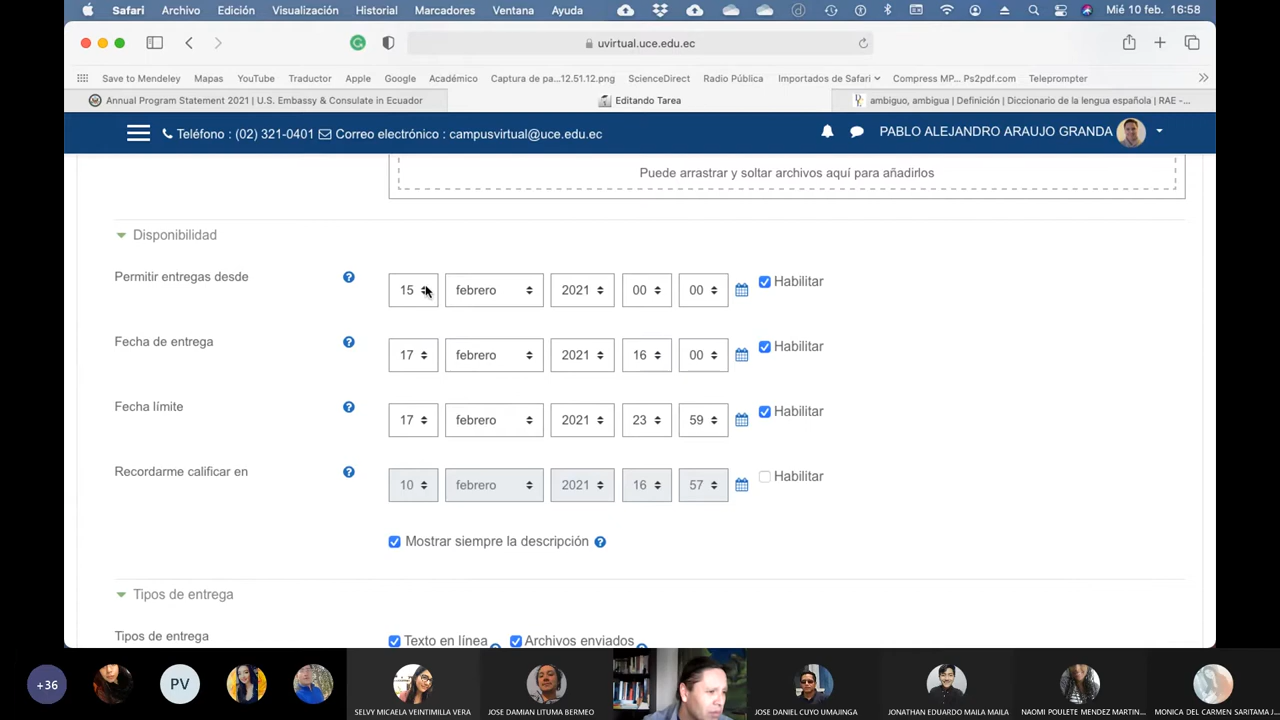 Safari Archivo Edición Visualización Historial Marcadores Ventana Ayuda Mié 10 feb. 16:58
uvirtual.uce.edu.ec
Save to Mendeley Mapas YouTube Traductor Apple Google Académico Captura de pa...12.51.12.png ScienceDirect Radio Pública Importados de Safari Compress MP... Ps2pdf.com Teleprompter
Annual Program Statement 2021 | U.S. Embassy & Consulate in Ecuador Editando Tarea ambiguo, ambigua | Definición | Diccionario de la lengua española | RAE -...
Teléfono : (02) 321-0401 Correo electrónico : campusvirtual@uce.edu.ec PABLO ALEJANDRO ARAUJO GRANDA
Puede arrastrar y soltar archivos aquí para añadirlos
Disponibilidad
Permitir entregas desde 15 febrero 2021 00 00 Habilitar
Fecha de entrega 17 febrero 2021 16 00 Habilitar
Fecha límite 17 febrero 2021 23 59 Habilitar
Recordarme calificar en 10 febrero 2021 16 57 Habilitar
Mostrar siempre la descripción
Tipos de entrega
Tipos de entrega Texto en línea Archivos enviados
+36 PV
SELVY MICAELA VEINTIMILLA VERA JOSE DAMIAN LITUMA BERMEO JOSE DANIEL CUYO UMAJINGA JONATHAN EDUARDO MAILA MAILA NAOMI POULETE MENDEZ MARTIN... MONICA DEL CARMEN SARITAMA J...